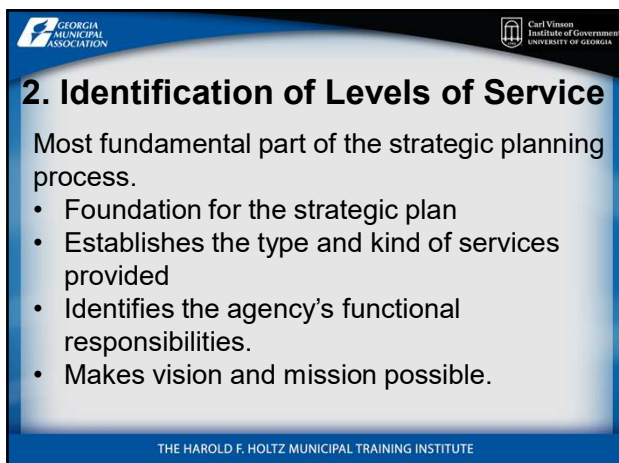 GEORGIA
MUNICIPAL
ASSOCIATION
Carl Vinson
Institute of Government
UNIVERSITY OF GEORGIA
2. Identification of Levels of Service
Most fundamental part of the strategic planning
process.
• Foundation for the strategic plan
• Establishes the type and kind of services
provided
• Identifies the agency’s functional
responsibilities.
• Makes vision and mission possible.
THE HAROLD F. HOLTZ MUNICIPAL TRAINING INSTITUTE